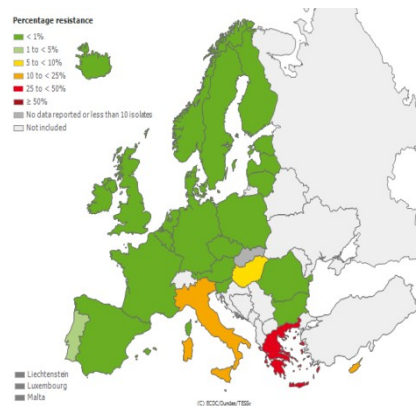 Percentage resistance
< 1%
1 to < 5%
5 to < 10%
10 to < 25%
25 to < 50%
≥ 50%
No data reported or less than 10 isolates
Not included
Liechtenstein
Luxembourg
Malta
(C) ECDC/Dundas/TESSy